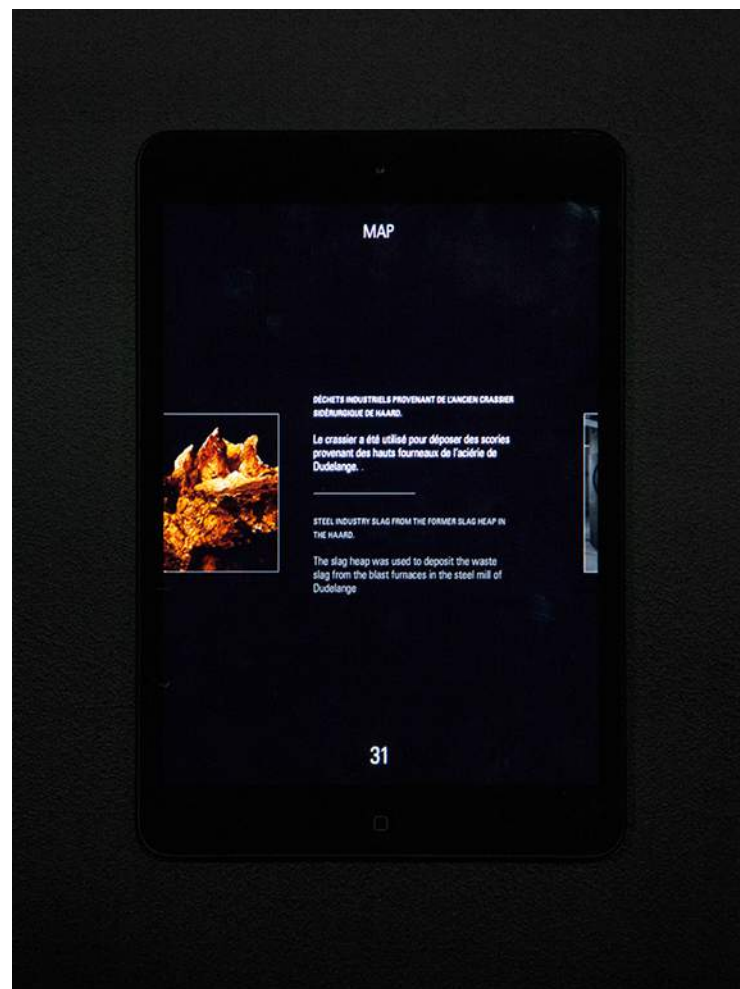 MAP
DÉCHETS INDUSTRIELS PROVENANT DE L'ANCIEN CRASSIER
SIDÉRURGIQUE DE HAARD.
Le crassier a été utilisé pour déposer des scories
provenant des hauts fourneaux de l'aciérie de
Dudelange. .
STEEL INDUSTRY SLAG FROM THE FORMER SLAG HEAP IN
THE HAARD.
The slag heap was used to deposit the waste
slag from the blast furnaces in the steel mill of
Dudelange
31